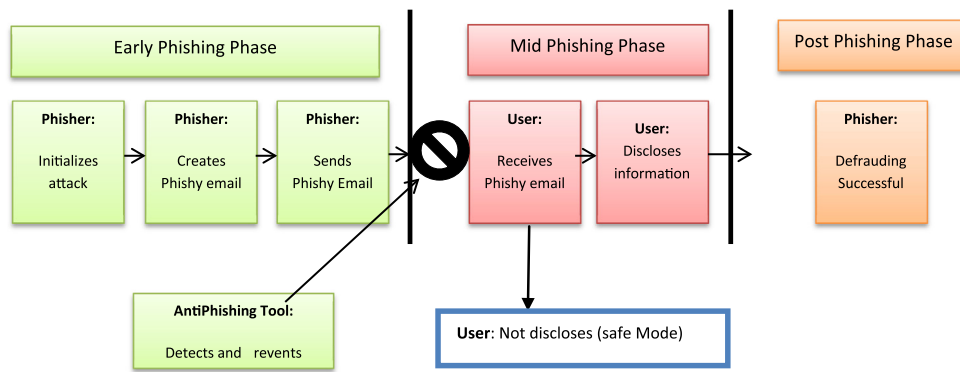 Early Phishing Phase
Mid Phishing Phase
Post Phishing Phase
Phisher:
Initializes
attack
Phisher:
Creates
Phishy email
Phisher:
Sends
Phishy Email
User:
Receives
Phishy email
User:
Discloses
information
Phisher:
Defrauding
Successful
AntiPhishing Tool:
Detects and revents
User: Not discloses (safe Mode)